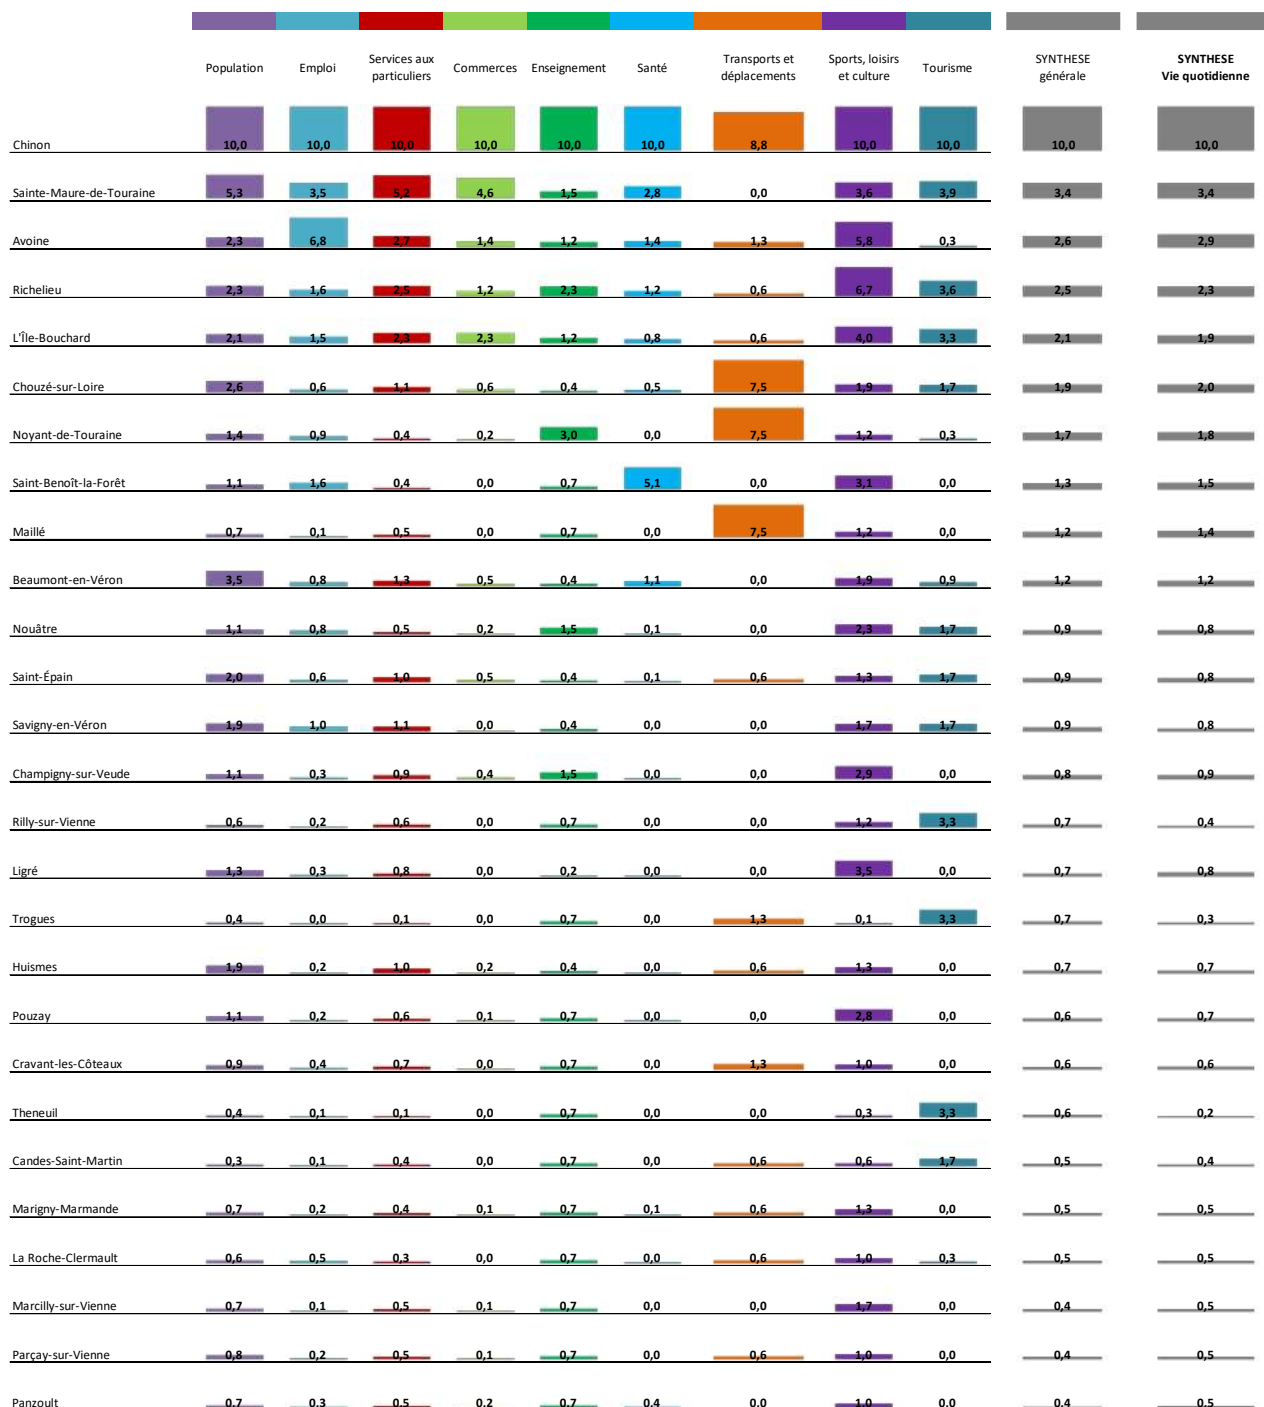 Population Emploi Services aux particuliers Commerces Enseignement Santé Transports et déplacements Sports, loisirs et culture Tourisme SYNTHESE générale SYNTHESE Vie quotidienne
Chinon 10,0 10,0 10,0 10,0 10,0 10,0 8,8 10,0 10,0 10,0 10,0
Sainte-Maure-de-Touraine 5,3 3,5 5,2 4,6 1,5 2,8 0,0 3,6 3,9 3,4 3,4
Avoine 2,3 6,8 2,7 1,4 1,2 1,4 1,3 5,8 0,3 2,6 2,9
Richelieu 2,3 1,6 2,5 1,2 2,3 1,2 0,6 6,7 3,6 2,5 2,3
L'Île-Bouchard 2,1 1,5 2,3 2,3 1,2 0,8 0,6 4,0 3,3 2,1 1,9
Chouzé-sur-Loire 2,6 0,6 1,1 0,6 0,4 0,5 7,5 1,9 1,7 1,9 2,0
Noyant-de-Touraine 1,4 0,9 0,4 0,2 3,0 0,0 7,5 1,2 0,3 1,7 1,8
Saint-Benoît-la-Forêt 1,1 1,6 0,4 0,0 0,7 5,1 0,0 3,1 0,0 1,3 1,5
Maillé 0,7 0,1 0,5 0,0 0,7 0,0 7,5 1,2 0,0 1,2 1,4
Beaumont-en-Véron 3,5 0,8 1,3 0,5 0,4 1,1 0,0 1,9 0,9 1,2 1,2
Nouâtre 1,1 0,8 0,5 0,2 1,5 0,1 0,0 2,3 1,7 0,9 0,8
Saint-Épain 2,0 0,6 1,0 0,5 0,4 0,1 0,6 1,3 1,7 0,9 0,8
Savigny-en-Véron 1,9 1,0 1,1 0,0 0,4 0,0 0,0 1,7 1,7 0,9 0,8
Champigny-sur-Veude 1,1 0,3 0,9 0,4 1,5 0,0 0,0 2,9 0,0 0,8 0,9
Rilly-sur-Vienne 0,6 0,2 0,6 0,0 0,7 0,0 0,0 1,2 3,3 0,7 0,4
Ligré 1,3 0,3 0,8 0,0 0,2 0,0 0,0 3,5 0,0 0,7 0,8
Trogues 0,4 0,0 0,1 0,0 0,7 0,0 1,3 0,1 3,3 0,7 0,3
Huismes 1,9 0,2 1,0 0,2 0,4 0,0 0,6 1,3 0,0 0,7 0,7
Pouzay 1,1 0,2 0,6 0,1 0,7 0,0 0,0 2,8 0,0 0,6 0,7
Cravant-les-Côteaux 0,9 0,4 0,7 0,0 0,7 0,0 1,3 1,0 0,0 0,6 0,6
Theneuil 0,4 0,1 0,1 0,0 0,7 0,0 0,0 0,3 3,3 0,6 0,2
Candes-Saint-Martin 0,3 0,1 0,4 0,0 0,7 0,0 0,6 0,6 1,7 0,5 0,4
Marigny-Marmande 0,7 0,2 0,4 0,1 0,7 0,1 0,6 1,3 0,0 0,5 0,5
La Roche-Clermault 0,6 0,5 0,3 0,0 0,7 0,0 0,6 1,0 0,3 0,5 0,5
Marcilly-sur-Vienne 0,7 0,1 0,5 0,1 0,7 0,0 0,0 1,7 0,0 0,4 0,5
Parçay-sur-Vienne 0,8 0,2 0,5 0,1 0,7 0,0 0,6 1,0 0,0 0,4 0,5
Panzoult 0,7 0,3 0,5 0,2 0,7 0,4 0,0 1,0 0,0 0,4 0,5